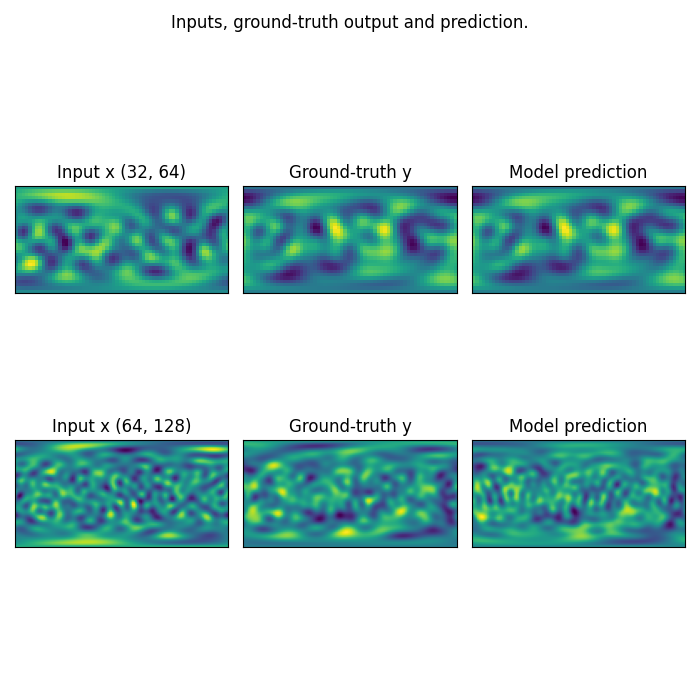 Inputs, ground-truth output and prediction.
Input x (32, 64)
Ground-truth y
Model prediction
Input x (64, 128)
Ground-truth y
Model prediction